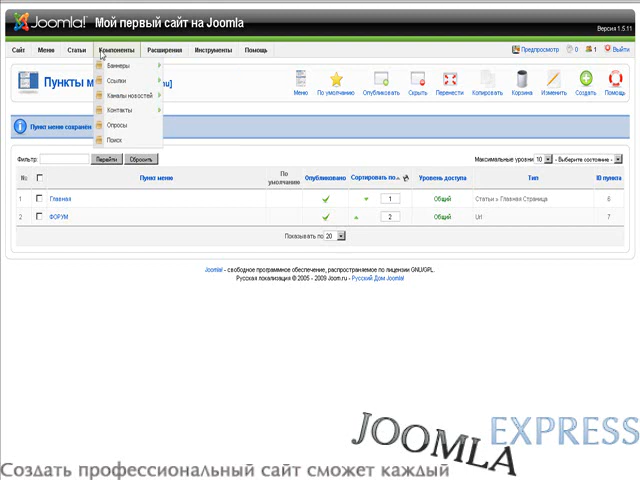 Joomla! Мой первый сайт на Joomla
Версия 1.5.11
Сайт Меню Статьи Компоненты Расширения Инструменты Помощь Предпросмотр 0 1 Выйти
Баннеры
Ссылки
Каналы новостей
Контакты
Опросы
Поиск
Пункты м nu]
Меню По умолчанию Опубликовать Скрыть Перенести Копировать Корзина Изменить Создать Помощь
Пункт меню сохранен
Фильтр: Перейти Сбросить Максимальные уровни 10 - Выберите состояние -
№ Пункт меню По умолчанию Опубликовано Сортировать по Уровень доступа Тип ID пункта
1 Главная 1 Общий Статьи » Главная Страница 6
2 ФОРУМ 2 Общий Url 7
Показывать по 20
Joomla! - свободное программное обеспечение, распространяемое по лицензии GNU/GPL.
Русская локализация © 2005 - 2009 Joom.ru - Русский Дом Joomla!
JOOMLA EXPRESS
Создать профессиональный сайт сможет каждый